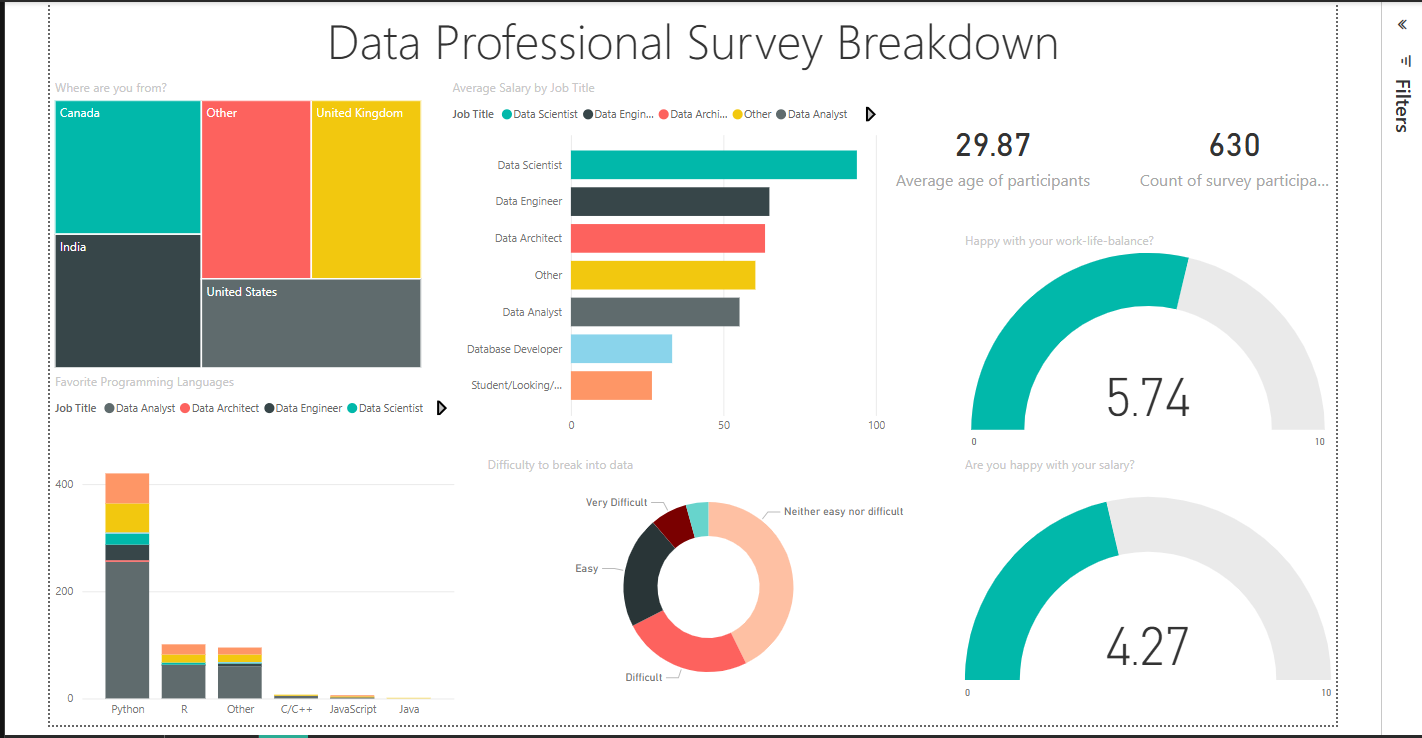 Data Professional Survey Breakdown
Filters
Where are you from?
Canada
Other
United Kingdom
India
United States
Average Salary by Job Title
Job Title Data Scientist Data Engin... Data Archi... Other Data Analyst
Data Scientist
Data Engineer
Data Architect
Other
Data Analyst
Database Developer
Student/Looking/...
0 50 100
29.87
Average age of participants
630
Count of survey participa...
Happy with your work-life-balance?
5.74
0 10
Favorite Programming Languages
Job Title Data Analyst Data Architect Data Engineer Data Scientist
400
200
0
Python R Other C/C++ JavaScript Java
Difficulty to break into data
Very Difficult
Neither easy nor difficult
Easy
Difficult
Are you happy with your salary?
4.27
0 10